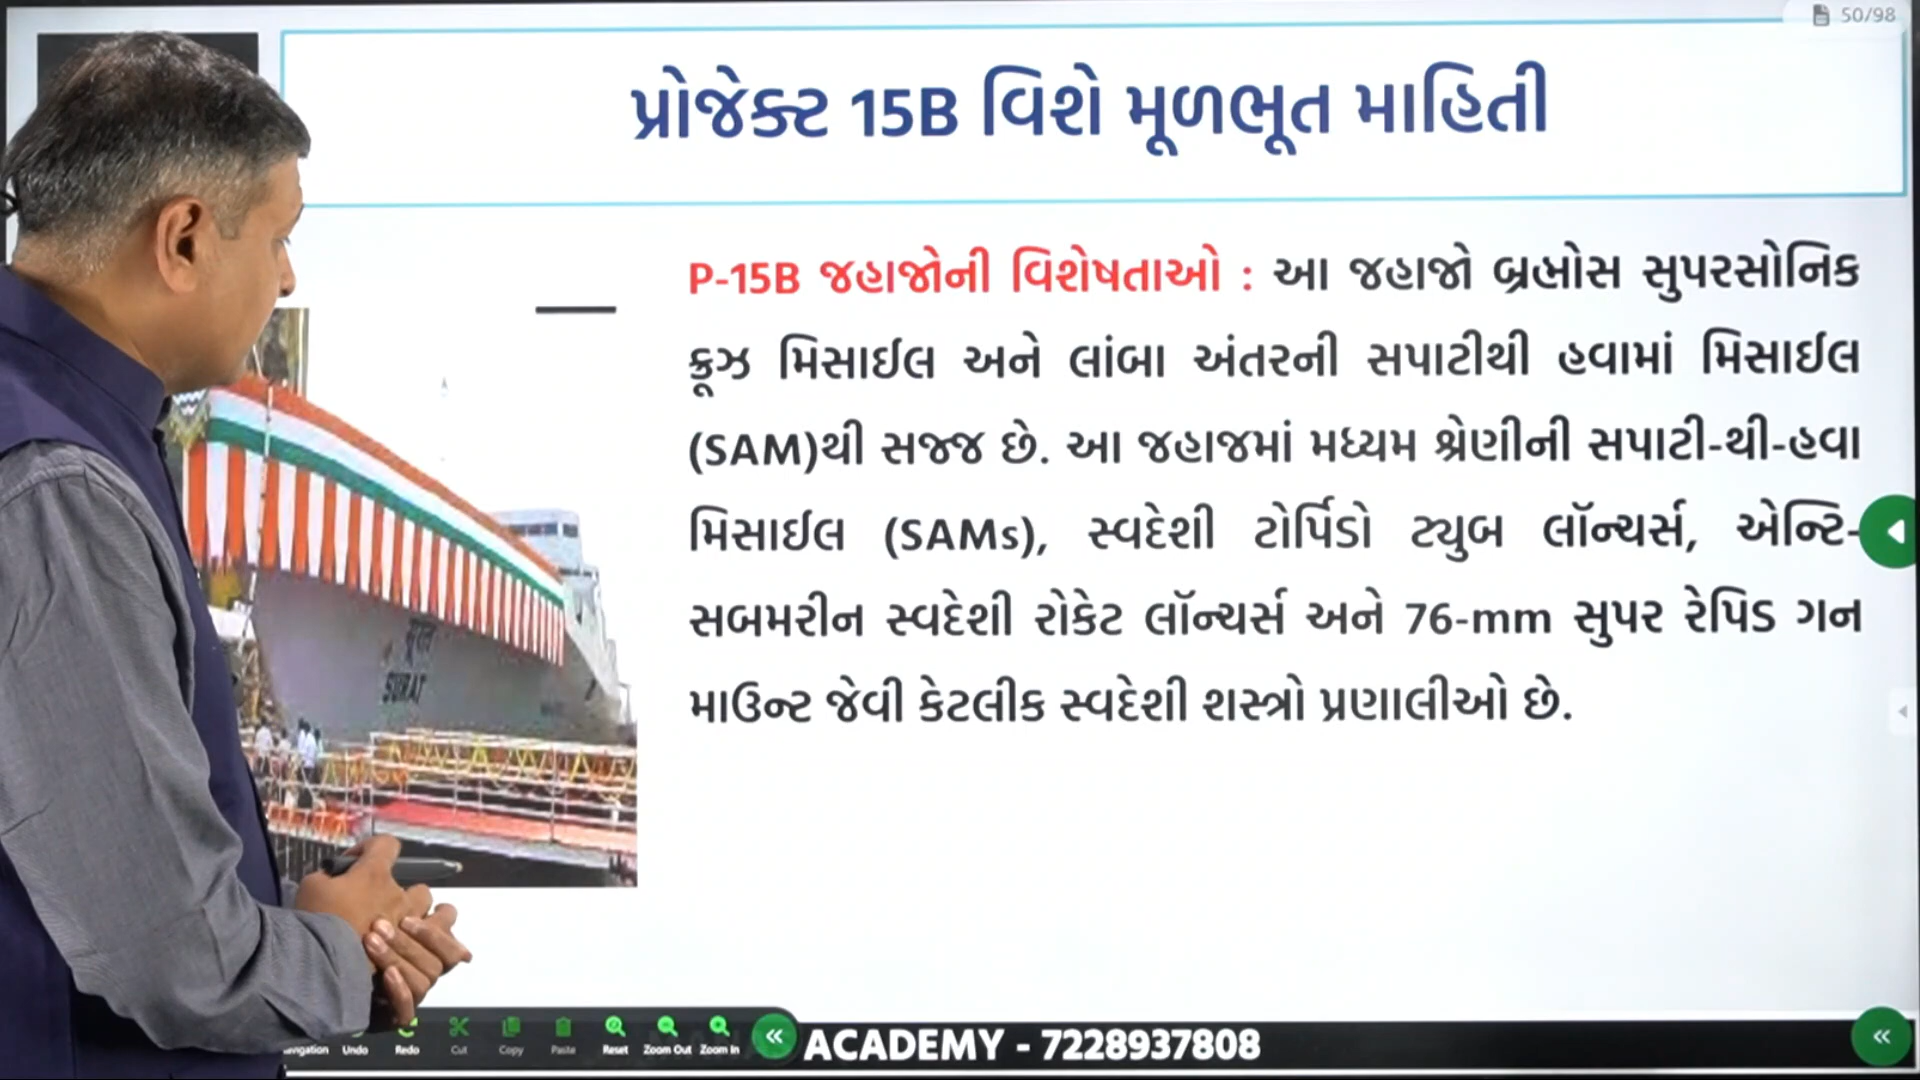 50/98
પ્રોજેક્ટ 15B વિશે મૂળભૂત માહિતી
P-15B જહાજોની વિશેષતાઓ : આ જહાજો બ્રહ્મોસ સુપરસોનિક
ક્રૂઝ મિસાઈલ અને લાંબા અંતરની સપાટીથી હવામાં મિસાઈલ
(SAM)થી સજ્જ છે. આ જહાજમાં મધ્યમ શ્રેણીની સપાટી-થી-હવા
મિસાઈલ (SAMs), સ્વદેશી ટોર્પિડો ટ્યુબ લૉન્ચર્સ, એન્ટિ-
સબમરીન સ્વદેશી રોકેટ લૉન્ચર્સ અને 76-mm સુપર રેપિડ ગન
માઉન્ટ જેવી કેટલીક સ્વદેશી શસ્ત્રો પ્રણાલીઓ છે.
SURAT
Undo Redo Cut Copy Paste Reset Zoom Out Zoom In
ACADEMY - 7228937808